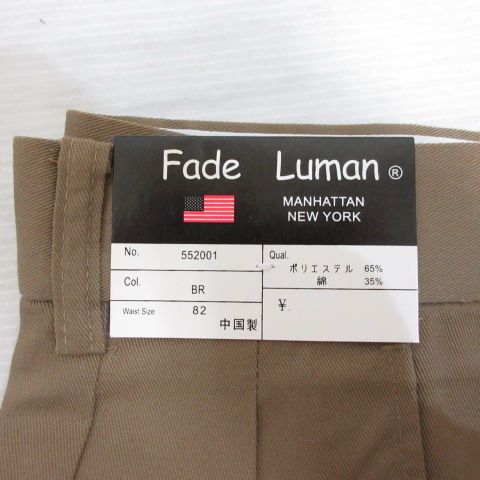 Fade Luman ®
MANHATTAN
NEW YORK
No. 552001
Col. BR
Waist Size 82
中国製
Qual.
ポリエステル 65%
綿 35%
¥.